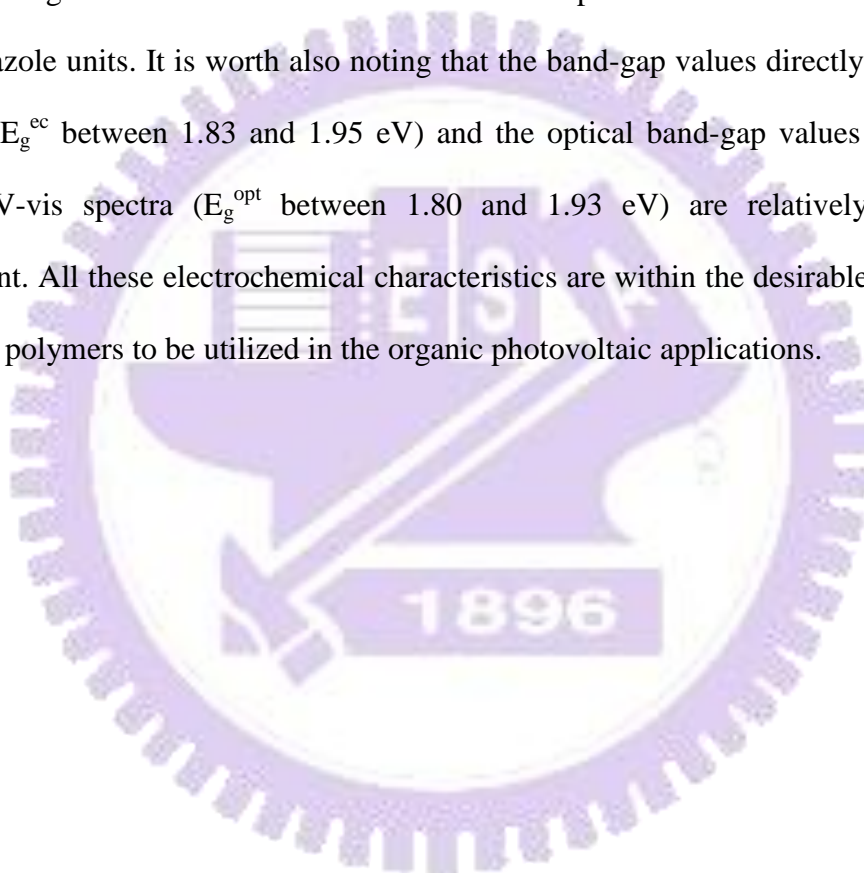 azole units. It is worth also noting that the band-gap values directly
E_g^ec between 1.83 and 1.95 eV) and the optical band-gap values
V-vis spectra (E_g^opt between 1.80 and 1.93 eV) are relatively
nt. All these electrochemical characteristics are within the desirable
polymers to be utilized in the organic photovoltaic applications.
E S A
1896